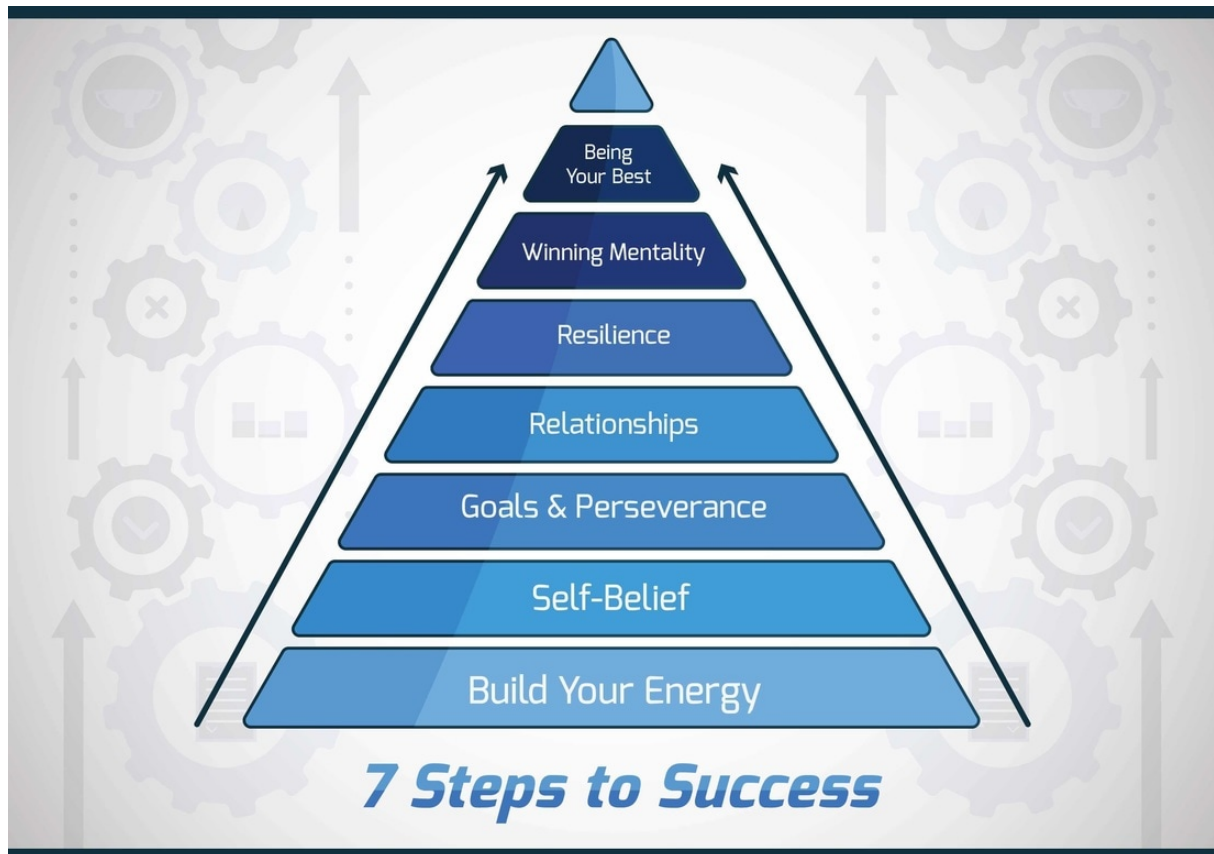 Being
Your Best
Winning Mentality
Resilience
Relationships
Goals & Perseverance
Self-Belief
Build Your Energy
7 Steps to Success